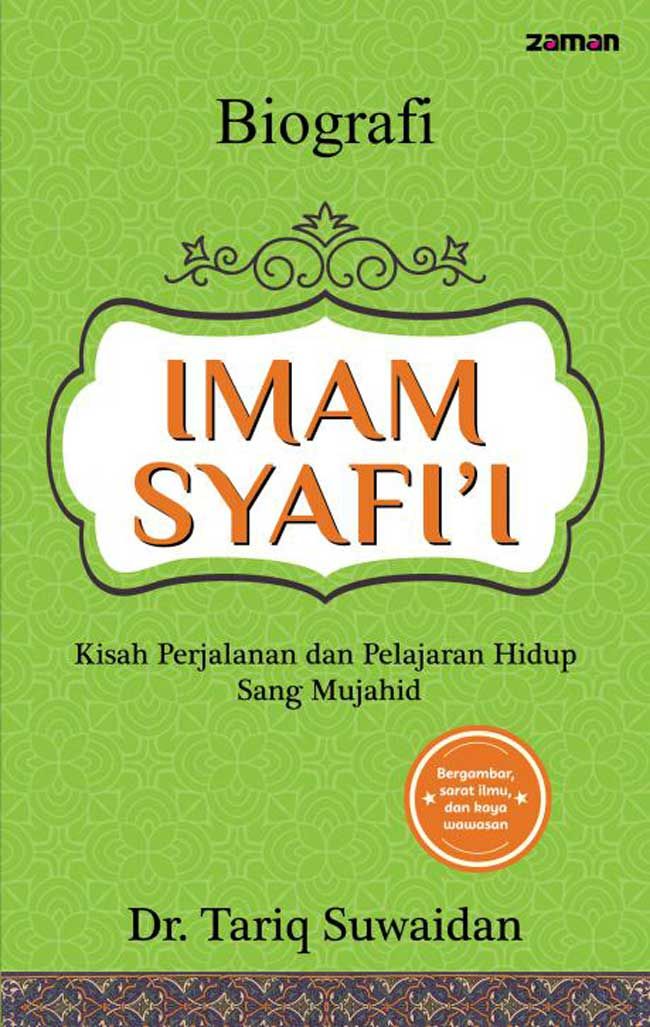 zaman
Biografi
IMAM
SYAFI'I
Kisah Perjalanan dan Pelajaran Hidup
Sang Mujahid
Bergambar,
sarat ilmu,
dan kaya
wawasan
Dr. Tariq Suwaidan